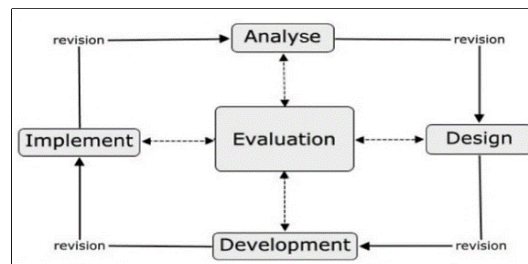 Analyse
revision
revision
Implement
Evaluation
Design
revision
Development
revision